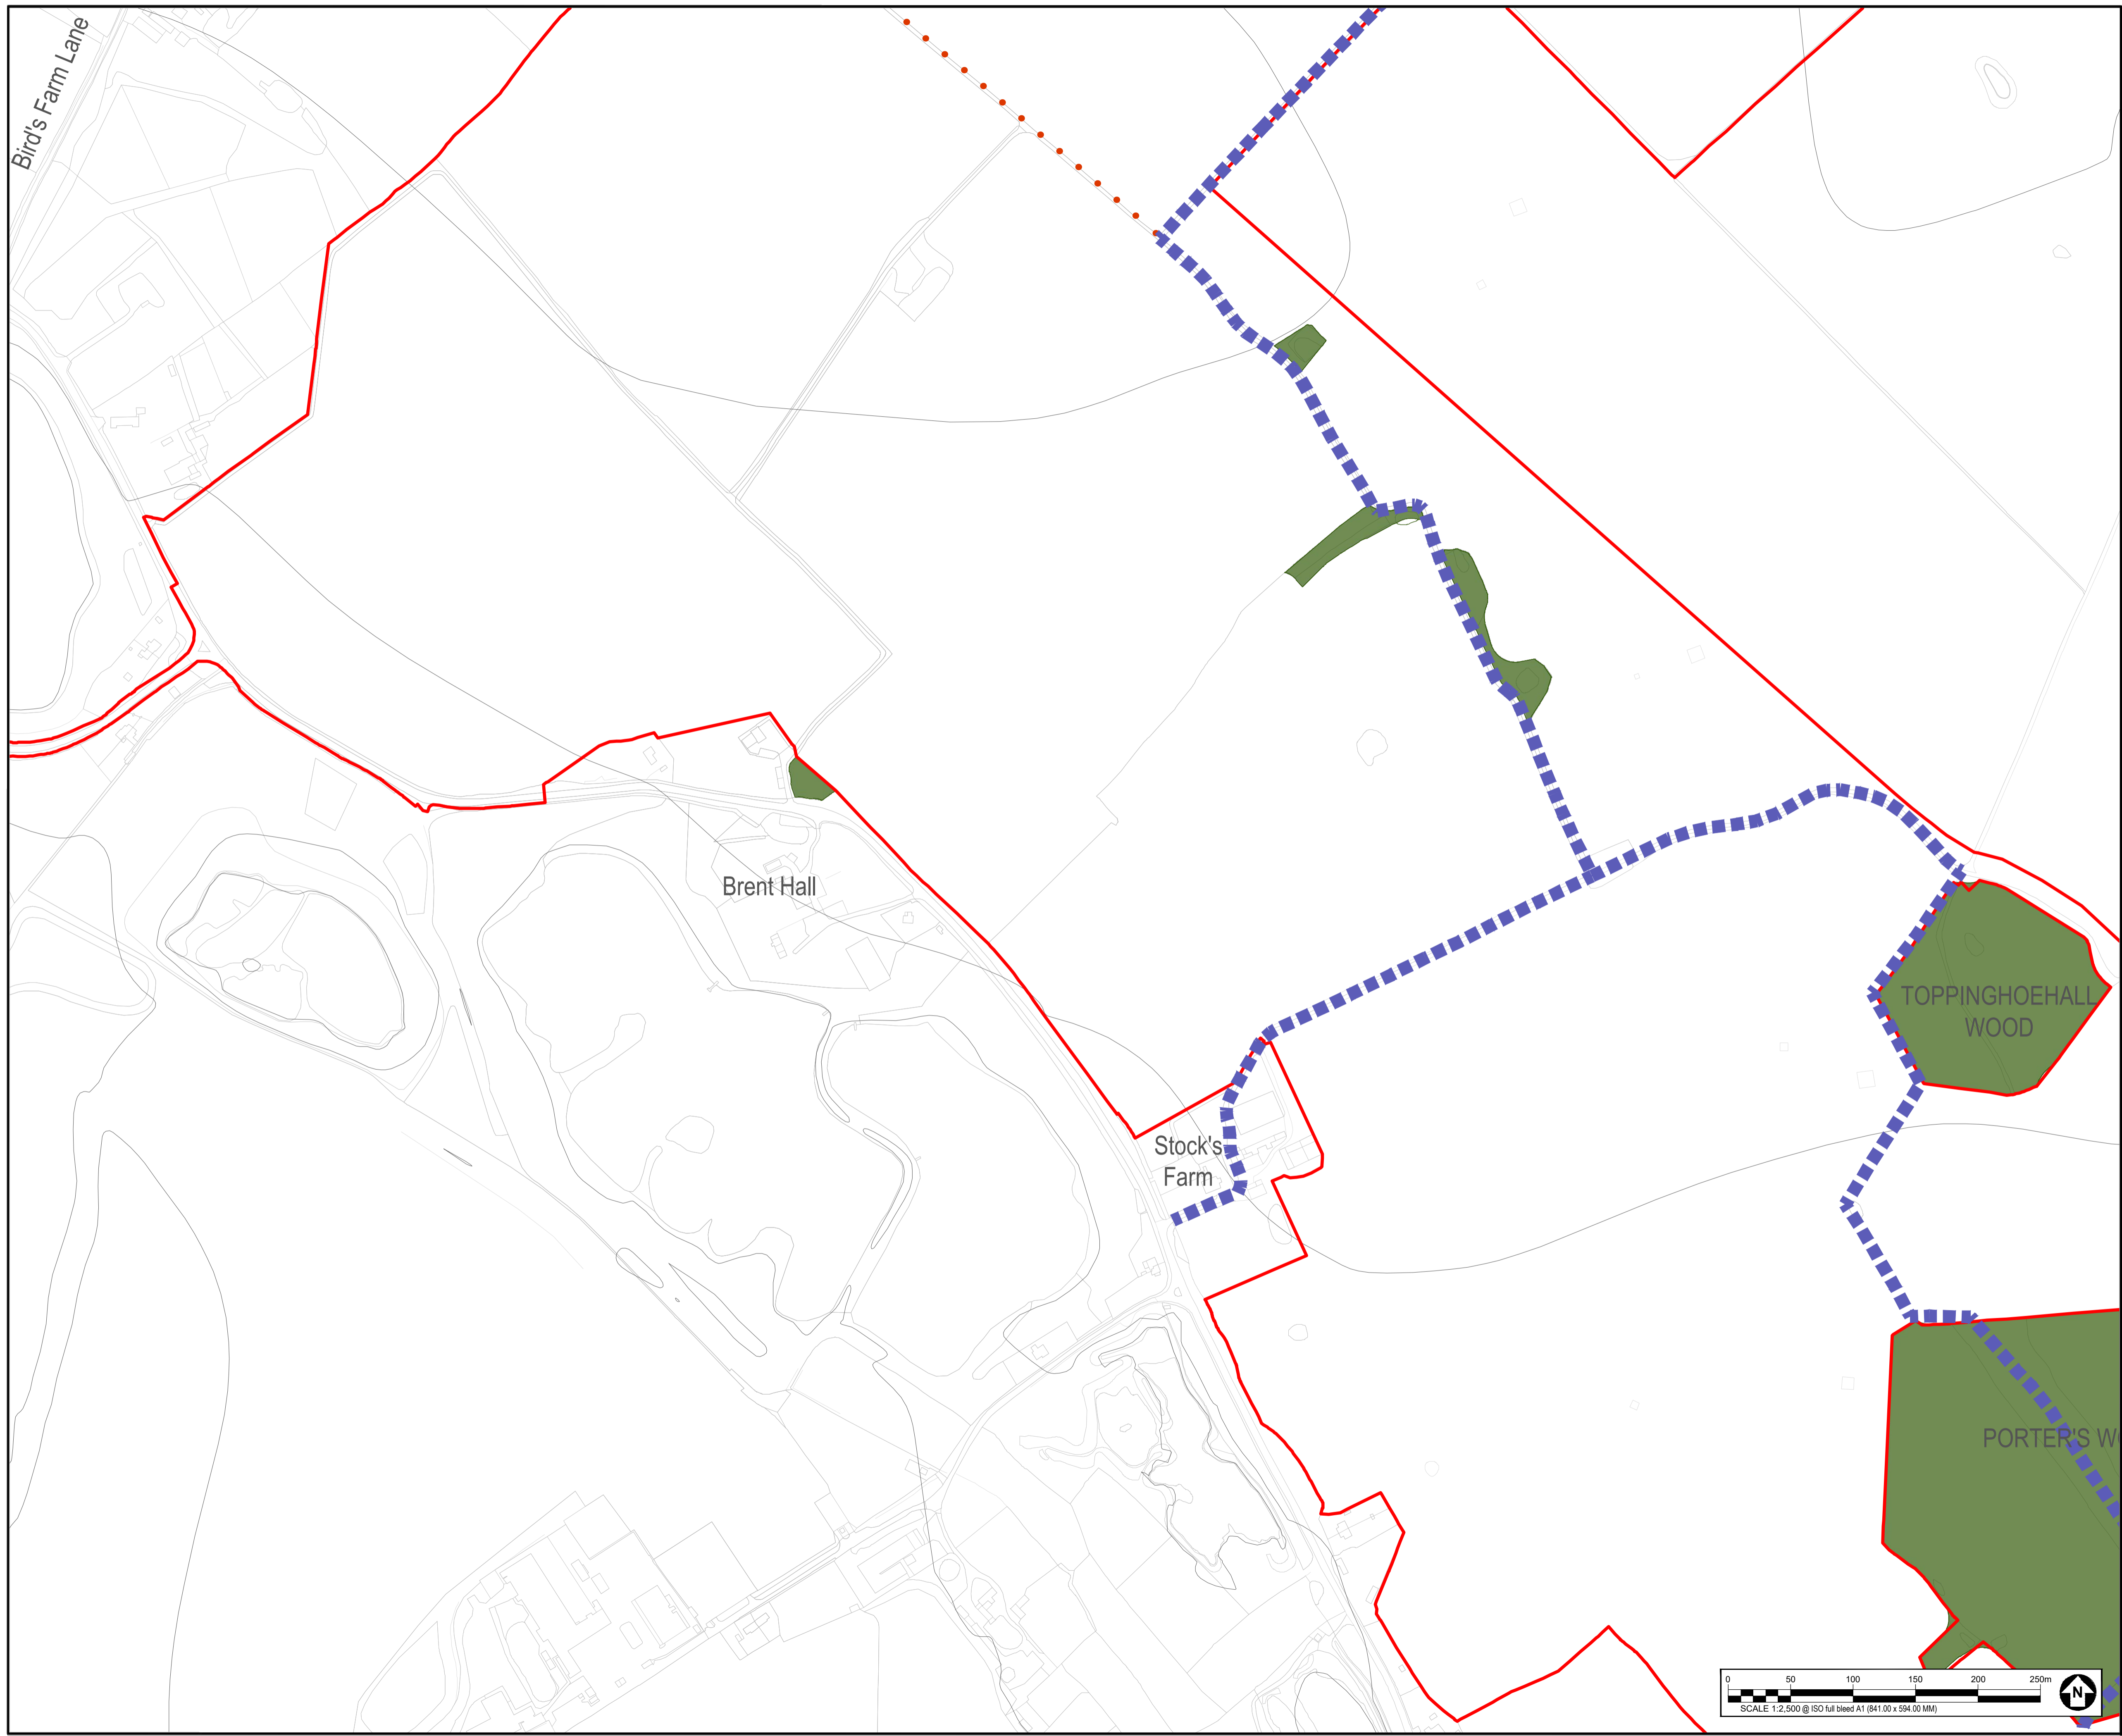 Bird's Farm Lane
Brent Hall
TOPPINGHOEHALL
WOOD
Stock's
Farm
PORTER'S W
0 50 100 150 200 250m
SCALE 1:2,500 @ ISO full bleed A1 (841.00 x 594.00 MM)
N